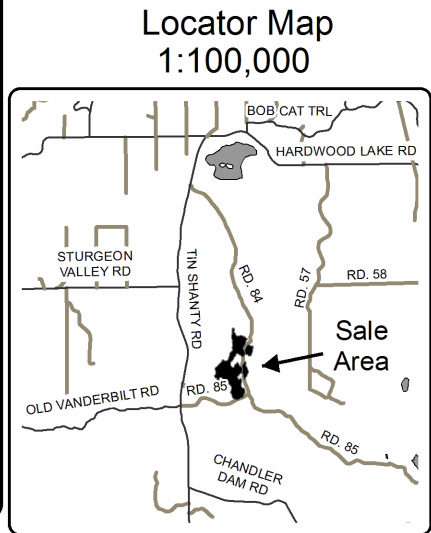 Locator Map
1:100,000
BOB CAT TRL
HARDWOOD LAKE RD
STURGEON
VALLEY RD
TIN SHANTY RD
RD. 84
RD. 57
RD. 58
Sale
Area
OLD VANDERBILT RD
RD. 85
RD. 85
CHANDLER
DAM RD